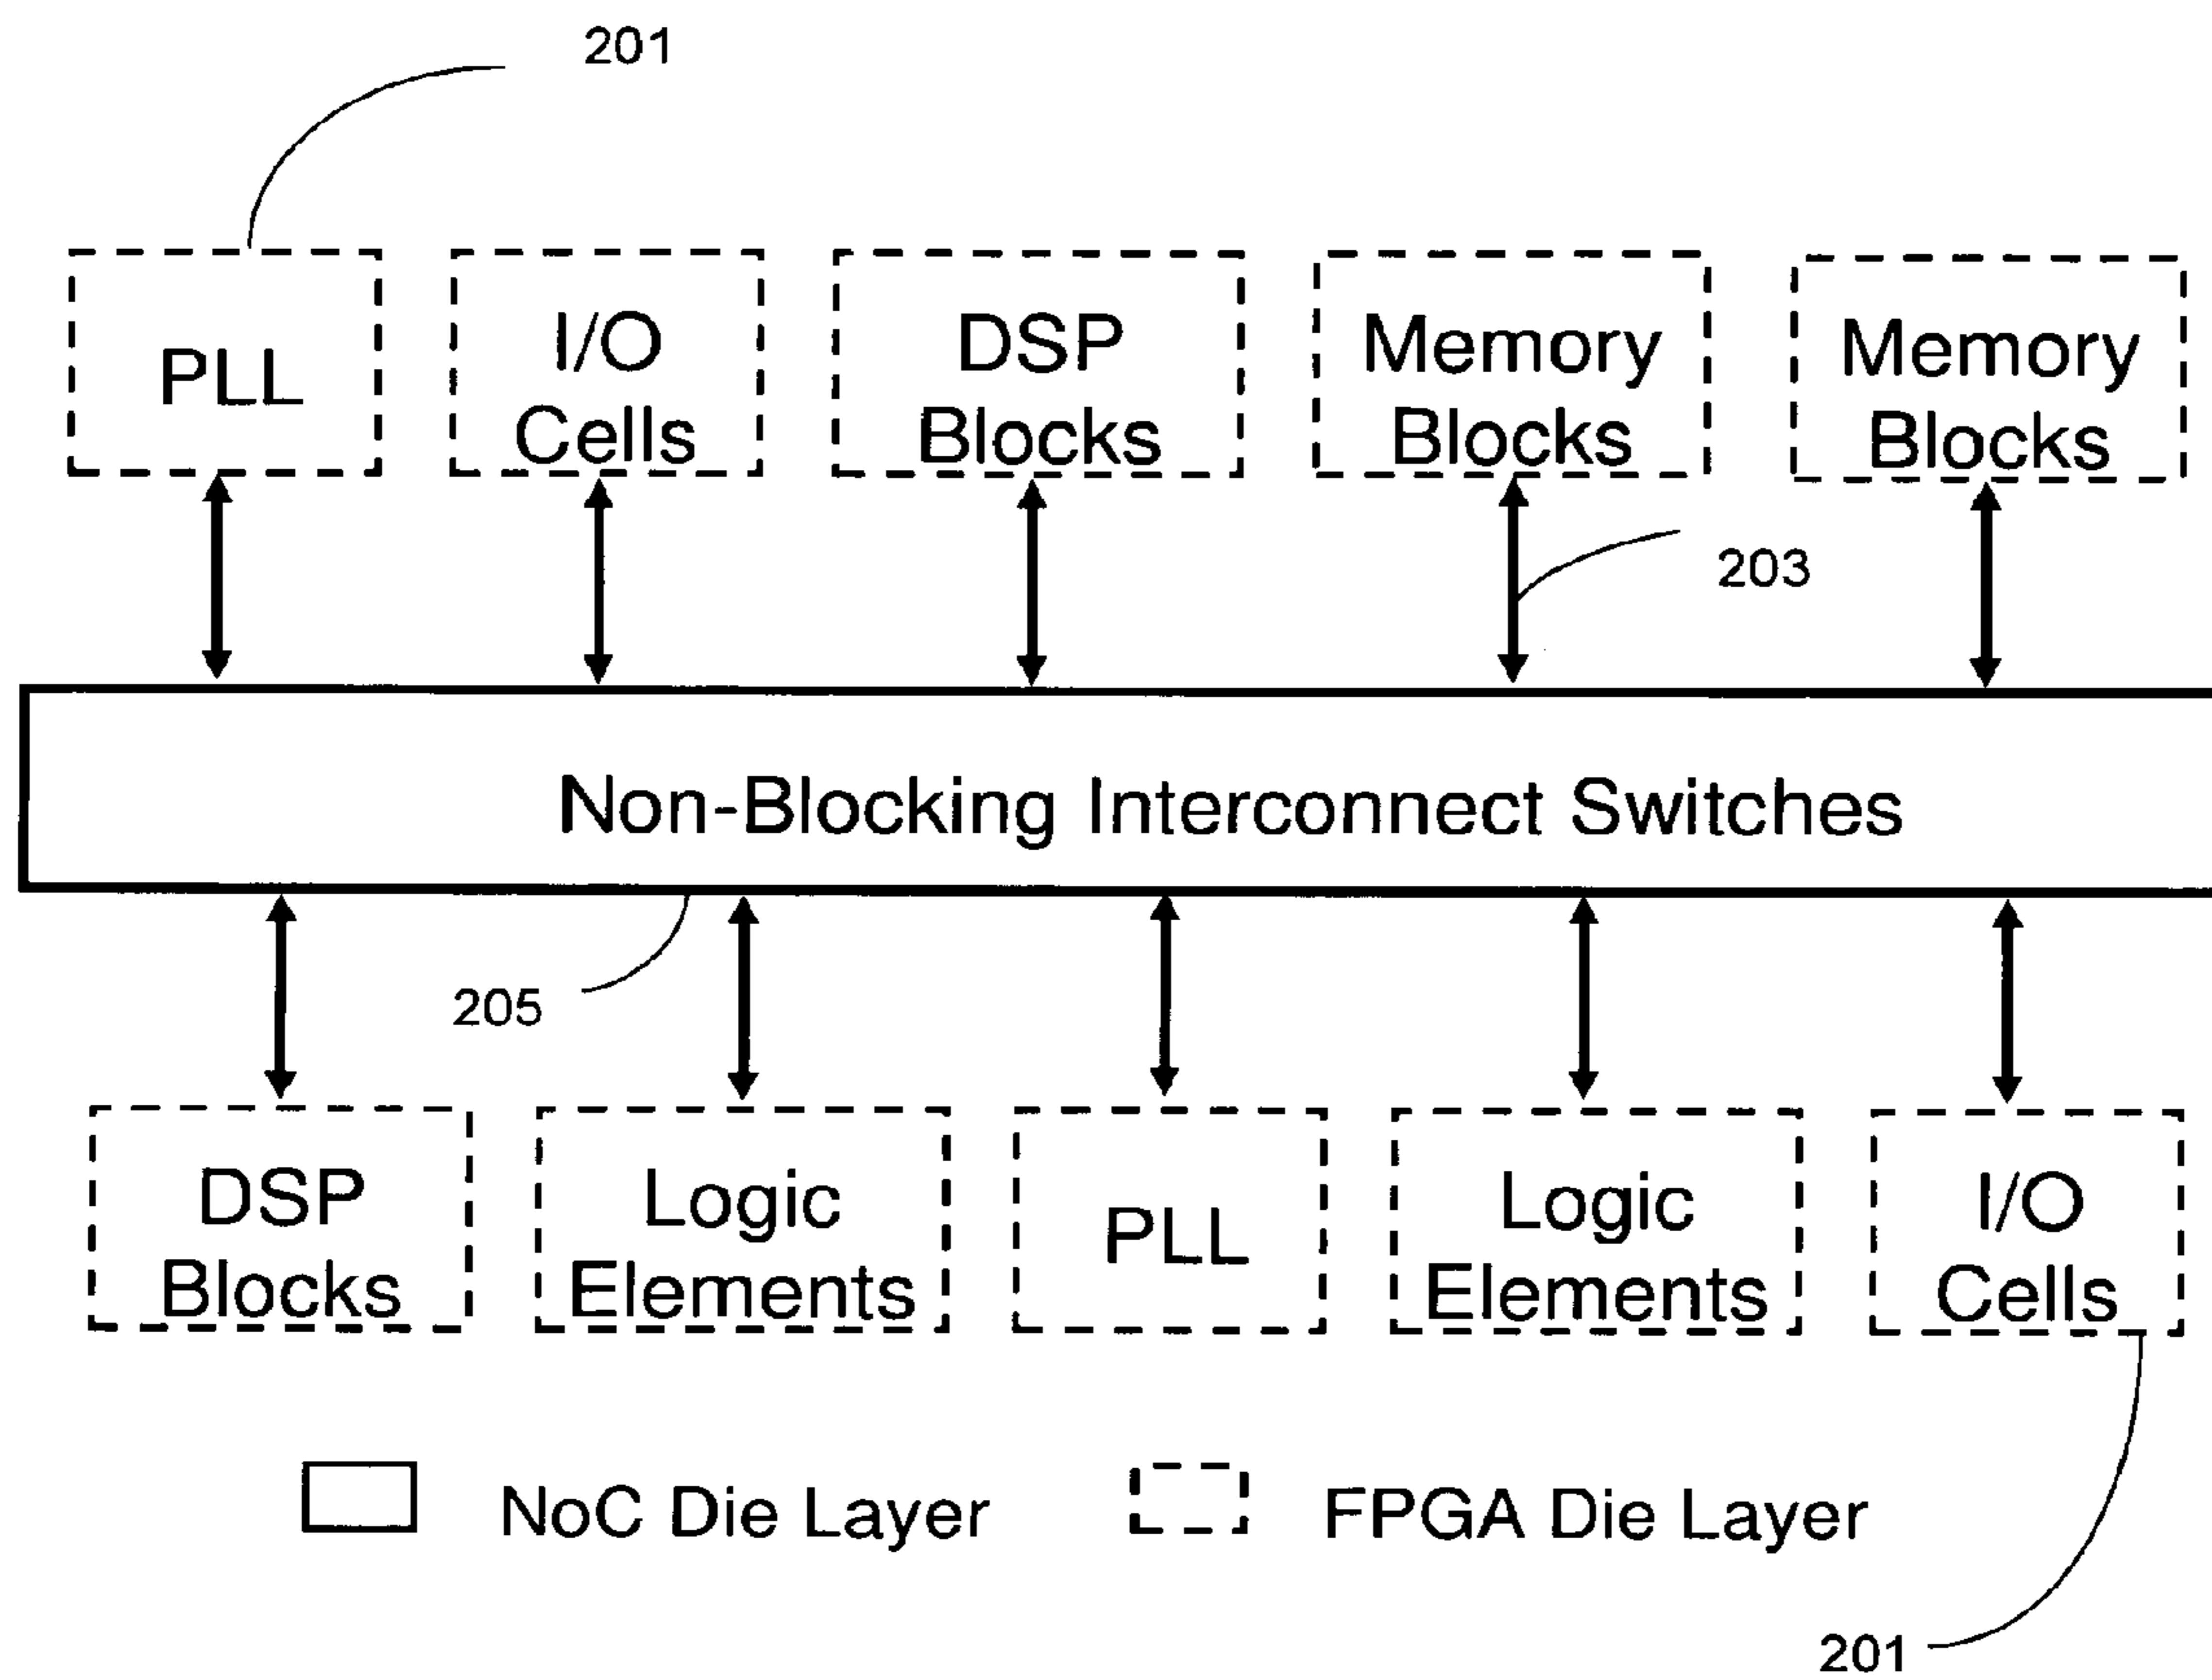 201
PLL
I/O
Cells
DSP
Blocks
Memory
Blocks
Memory
Blocks
203
Non-Blocking Interconnect Switches
205
DSP
Blocks
Logic
Elements
PLL
Logic
Elements
I/O
Cells
NoC Die Layer
FPGA Die Layer
201